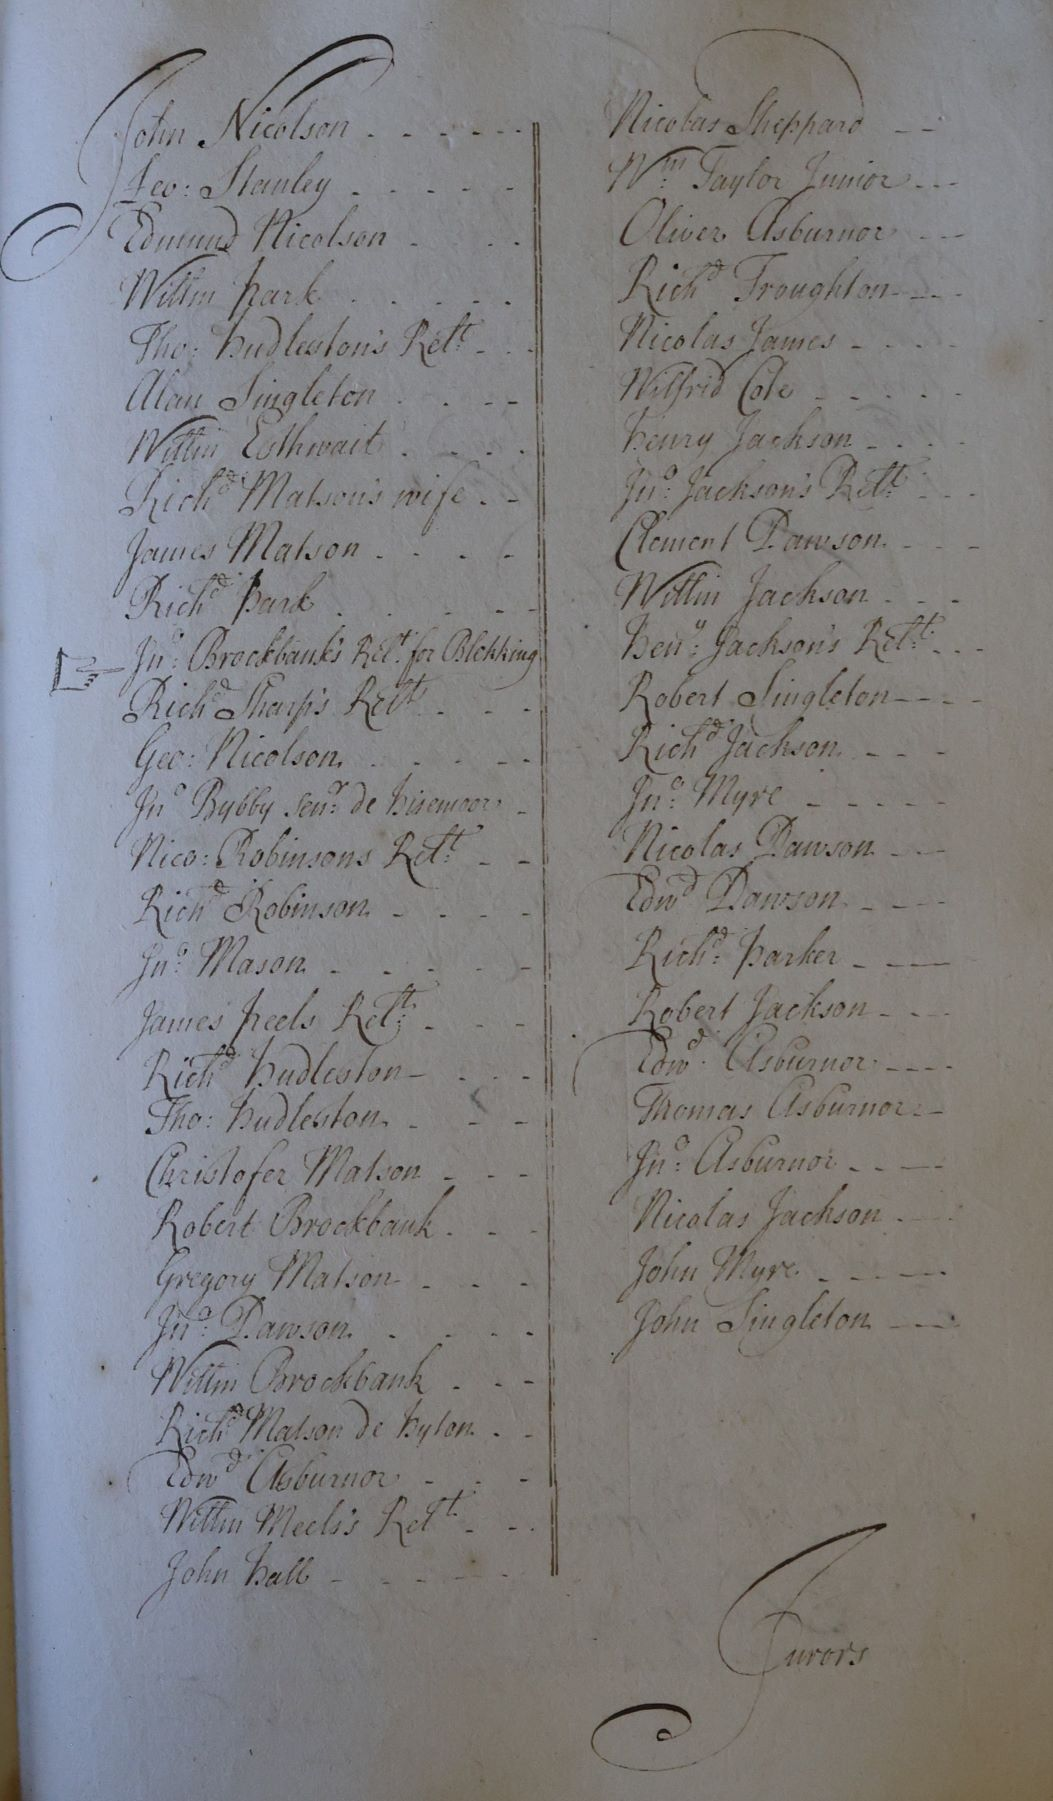 John Nicolson
Leo: Stanley
Edmund Nicolson
Willm Park
Tho: Hudleston's Relt:
Alan Singleton
Willm Esthwait
Richd Matson's wife
James Matson
Richd Park
Jno: Brockbank's Relt: for Blekking
Richd Sharp's Relt
Geo: Nicolson
Jno Bybby Senr: de
Nico: Robinsons Relt:
Richd Robinson
Jno: Mason
James Peels Relt:
Richd Hudleston
Tho: Hudleston
Christofer Matson
Robert Brockbank
Gregory Matson
Jno: Dawson
Willm Brockbank
Richd Matson de Hyton
Edwd Asburnor
Willm Meels's Relt
John Hall
Nicolas Sheppard
Wm: Taylor Junior
Oliver Asburnor
Richd Troughton
Nicolas James
Wilfrid Cole
Henry Jackson
Jno: Jackson's Relt:
Clement Dawson
Willm Jackson
Heny: Jackson's Relt:
Robert Singleton
Richd Jackson
Jno: Myre
Nicolas Dawson
Edwd Dawson
Richd: Parker
Robert Jackson
Edwd: Asburnor
Thomas Asburnor
Jno: Asburnor
Nicolas Jackson
John Myre
John Singleton
Jurors